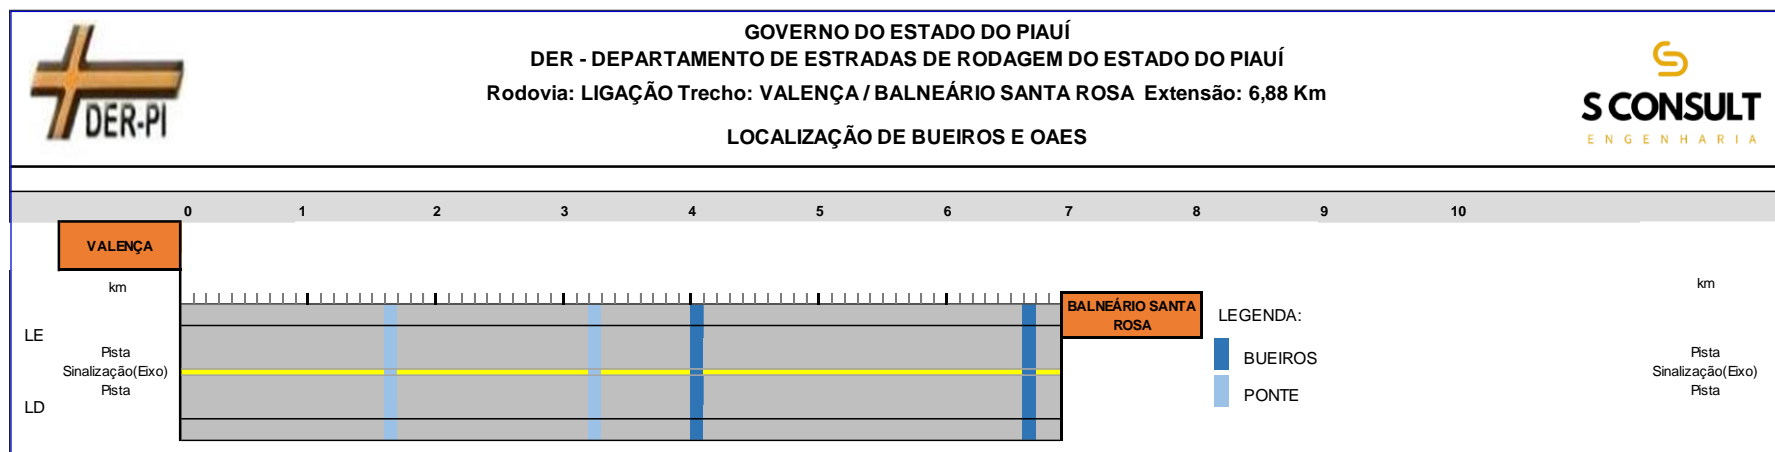 GOVERNO DO ESTADO DO PIAUÍ
DER - DEPARTAMENTO DE ESTRADAS DE RODAGEM DO ESTADO DO PIAUÍ
Rodovia: LIGAÇÃO Trecho: VALENÇA / BALNEÁRIO SANTA ROSA Extensão: 6,88 Km
LOCALIZAÇÃO DE BUEIROS E OAES
DER-PI
S CONSULT
ENGENHARIA
0 1 2 3 4 5 6 7 8 9 10
VALENÇA
km
km
BALNEÁRIO SANTA
ROSA
LEGENDA:
LE
BUEIROS
Pista
Pista
Sinalização(Eixo)
Sinalização(Eixo)
Pista
Pista
PONTE
LD